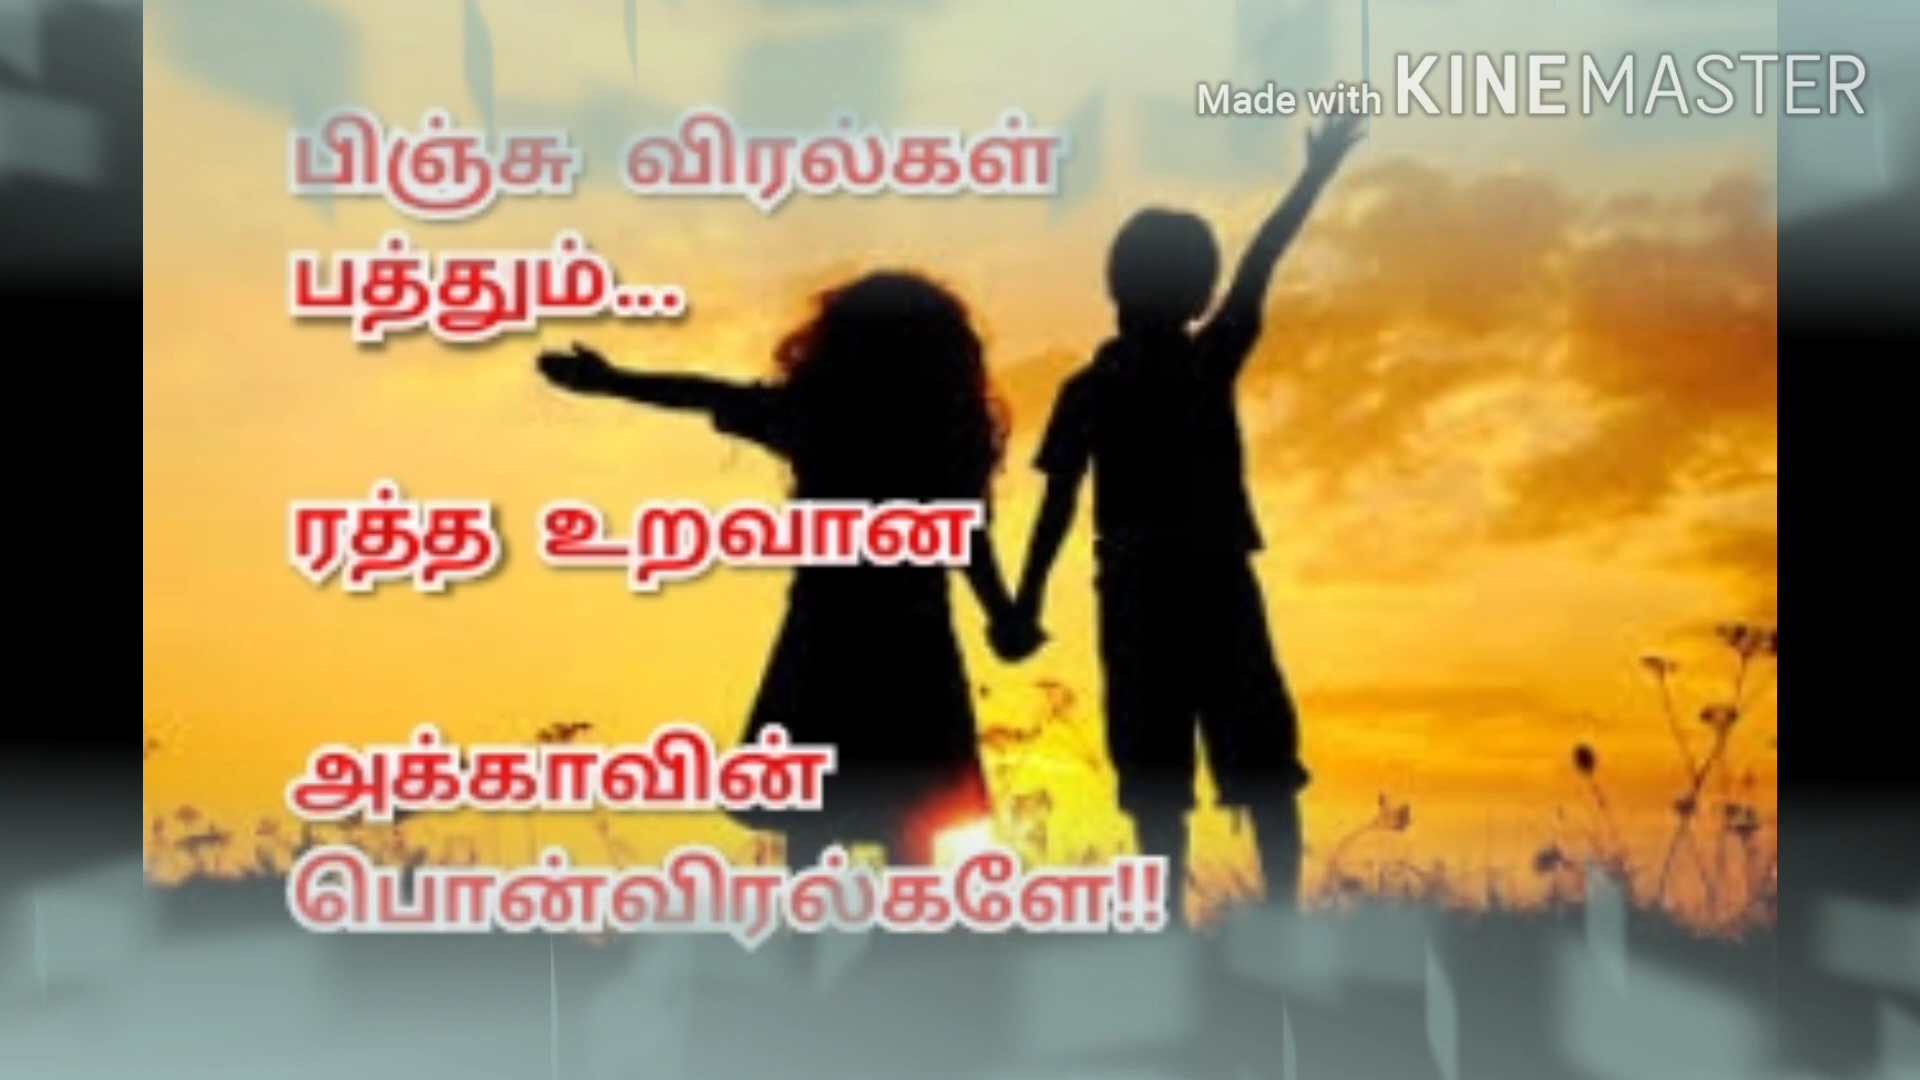 Made with KINEMASTER
பிஞ்சு விரல்கள்
பத்தும்...
ரத்த உறவான
அக்காவின்
பொன்விரல்களே!!